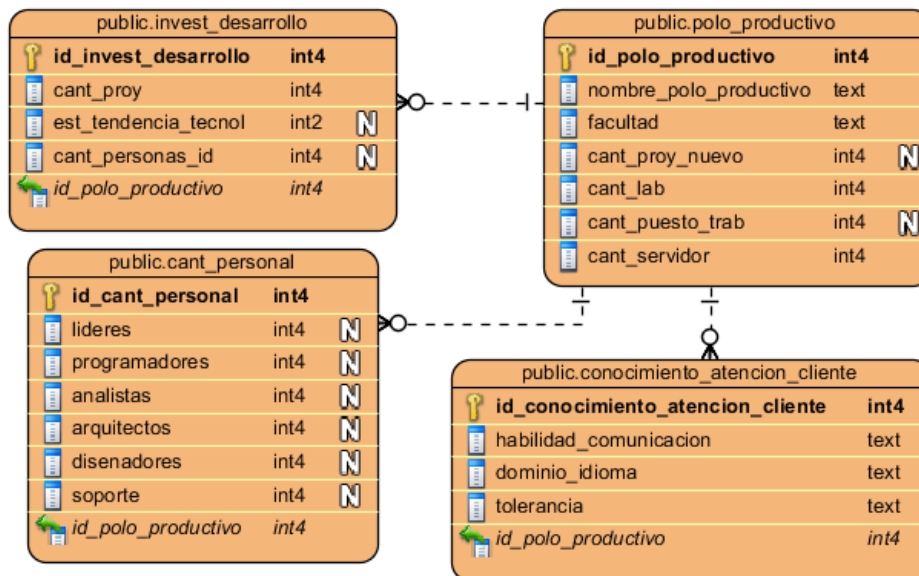 public.invest_desarrollo
id_invest_desarrollo int4
cant_proy int4
est_tendencia_tecnol int2 N
cant_personas_id int4 N
id_polo_productivo int4
public.polo_productivo
id_polo_productivo int4
nombre_polo_productivo text
facultad text
cant_proy_nuevo int4 N
cant_lab int4
cant_puesto_trab int4 N
cant_servidor int4
public.cant_personal
id_cant_personal int4
lideres int4 N
programadores int4 N
analistas int4 N
arquitectos int4 N
disenadores int4 N
soporte int4 N
id_polo_productivo int4
public.conocimiento_atencion_cliente
id_conocimiento_atencion_cliente int4
habilidad_comunicacion text
dominio_idioma text
tolerancia text
id_polo_productivo int4